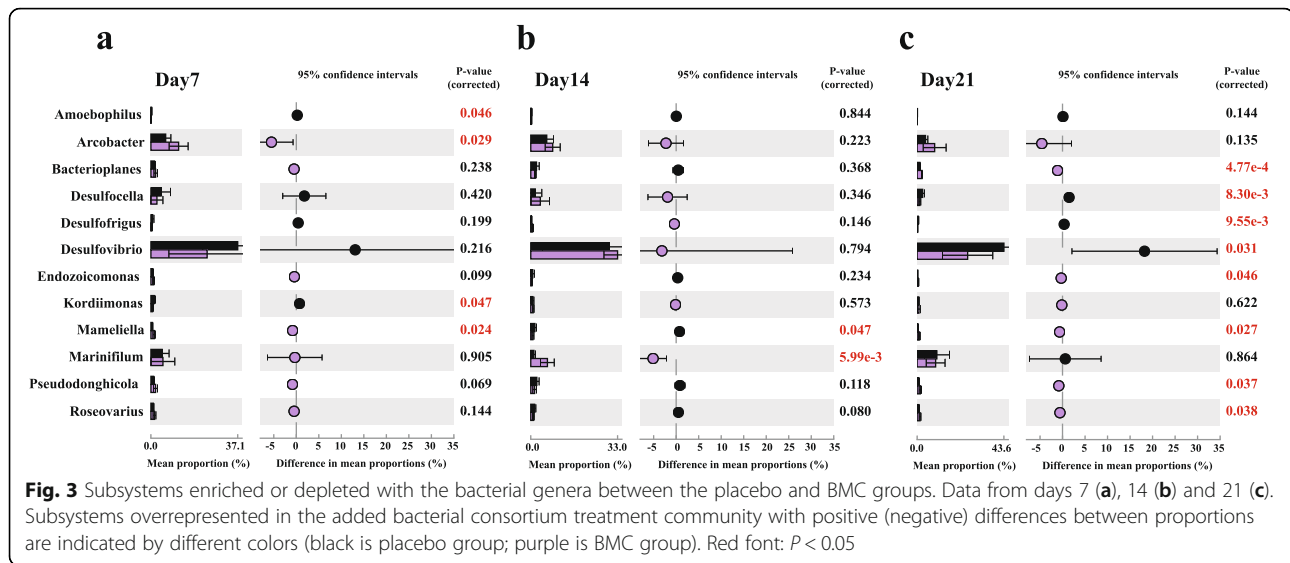 a b c
Day7 95% confidence intervals P-value (corrected) Day14 95% confidence intervals P-value (corrected) Day21 95% confidence intervals P-value (corrected)
Amoebophilus 0.046 0.844 0.144
Arcobacter 0.029 0.223 0.135
Bacterioplanes 0.238 0.368 4.77e-4
Desulfocella 0.420 0.346 8.30e-3
Desulfofrigus 0.199 0.146 9.55e-3
Desulfovibrio 0.216 0.794 0.031
Endozoicomonas 0.099 0.234 0.046
Kordiimonas 0.047 0.573 0.622
Mameliella 0.024 0.047 0.027
Marinifilum 0.905 5.99e-3 0.864
Pseudodonghicola 0.069 0.118 0.037
Roseovarius 0.144 0.080 0.038
0.0 37.1 -5 0 5 10 15 20 25 30 35 0.0 33.0 -5 0 5 10 15 20 25 30 35 0.0 43.6 -5 0 5 10 15 20 25 30 35
Mean proportion (%) Difference in mean proportions (%) Mean proportion (%) Difference in mean proportions (%) Mean proportion (%) Difference in mean proportions (%)
Fig. 3 Subsystems enriched or depleted with the bacterial genera between the placebo and BMC groups. Data from days 7 (a), 14 (b) and 21 (c).
Subsystems overrepresented in the added bacterial consortium treatment community with positive (negative) differences between proportions
are indicated by different colors (black is placebo group; purple is BMC group). Red font: P < 0.05